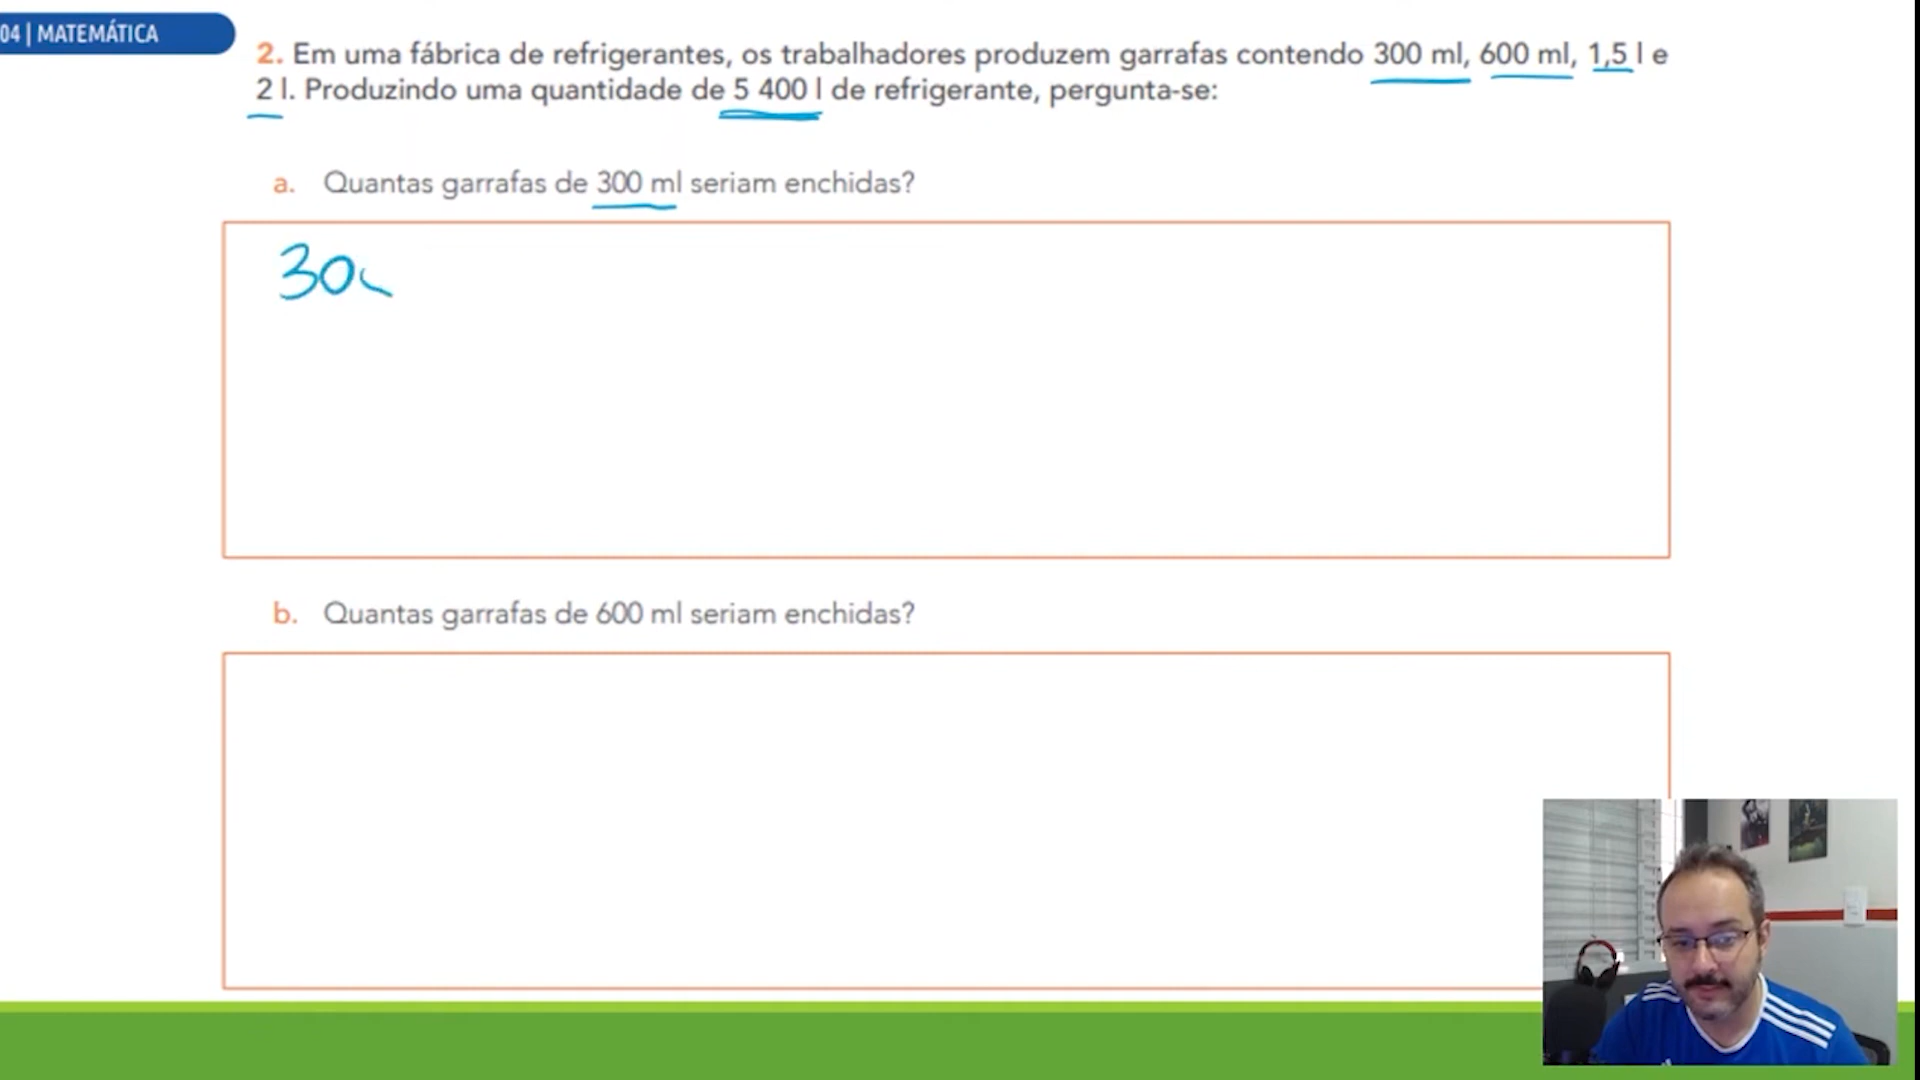 04 | MATEMÁTICA
2. Em uma fábrica de refrigerantes, os trabalhadores produzem garrafas contendo 300 ml, 600 ml, 1,5 l e
2 l. Produzindo uma quantidade de 5 400 l de refrigerante, pergunta-se:
a. Quantas garrafas de 300 ml seriam enchidas?
30
b. Quantas garrafas de 600 ml seriam enchidas?